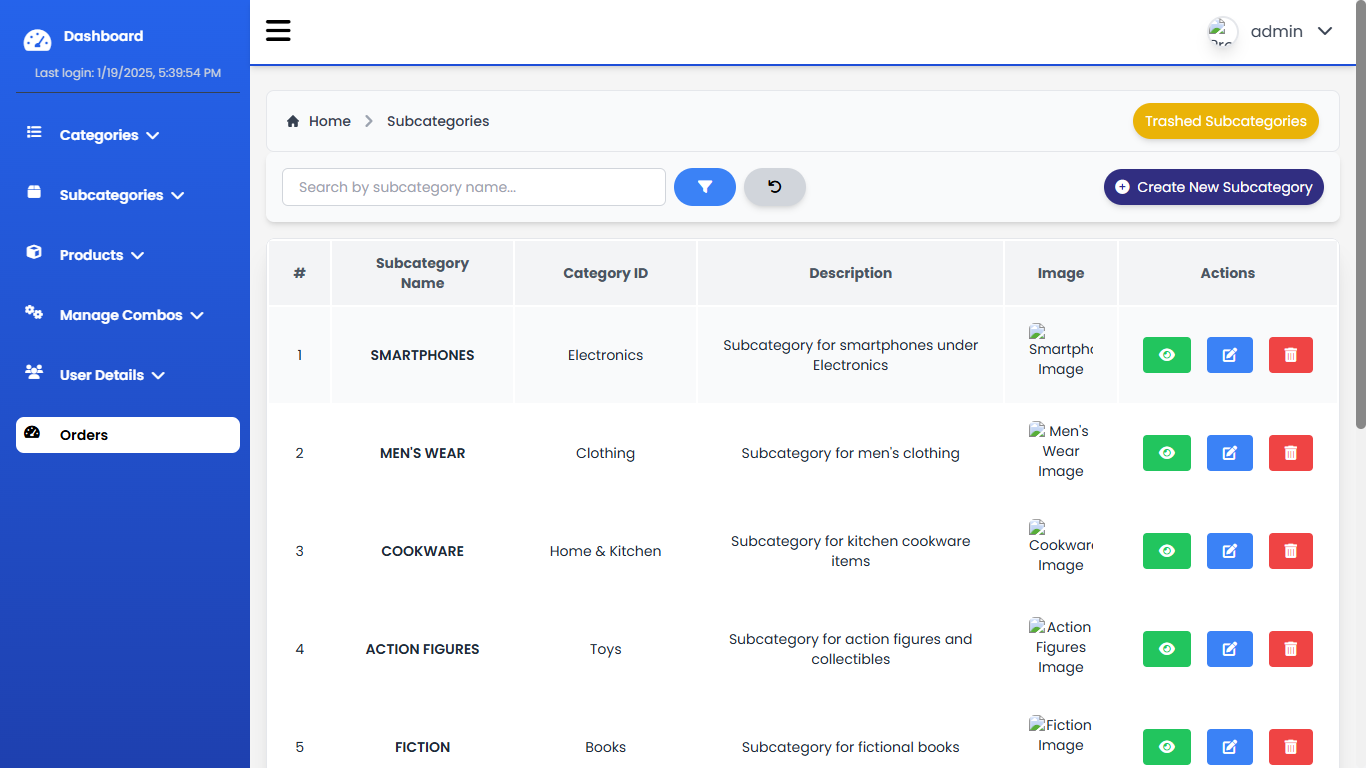 Dashboard
Last login: 1/19/2025, 5:39:54 PM
Categories
Subcategories
Products
Manage Combos
User Details
Orders
admin
Home
Subcategories
Trashed Subcategories
Search by subcategory name...
Create New Subcategory
#
Subcategory
Name
Category ID
Description
Image
Actions
1
SMARTPHONES
Electronics
Subcategory for smartphones under
Electronics
Smartpho
Image
2
MEN'S WEAR
Clothing
Subcategory for men's clothing
Men's
Wear
Image
3
COOKWARE
Home & Kitchen
Subcategory for kitchen cookware
items
Cookware
Image
4
ACTION FIGURES
Toys
Subcategory for action figures and
collectibles
Action
Figures
Image
5
FICTION
Books
Subcategory for fictional books
Fiction
Image